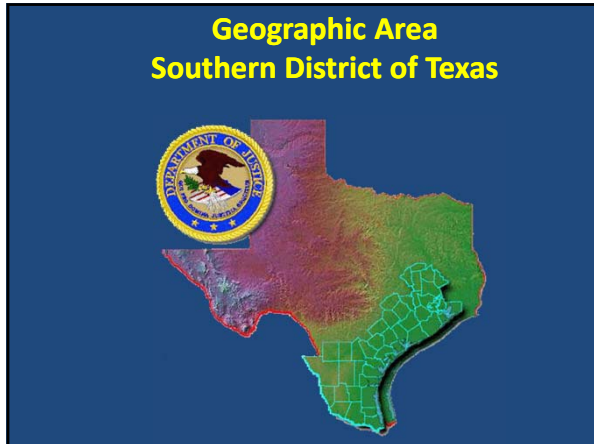 Geographic Area
Southern District of Texas
DEPARTMENT OF JUSTICE